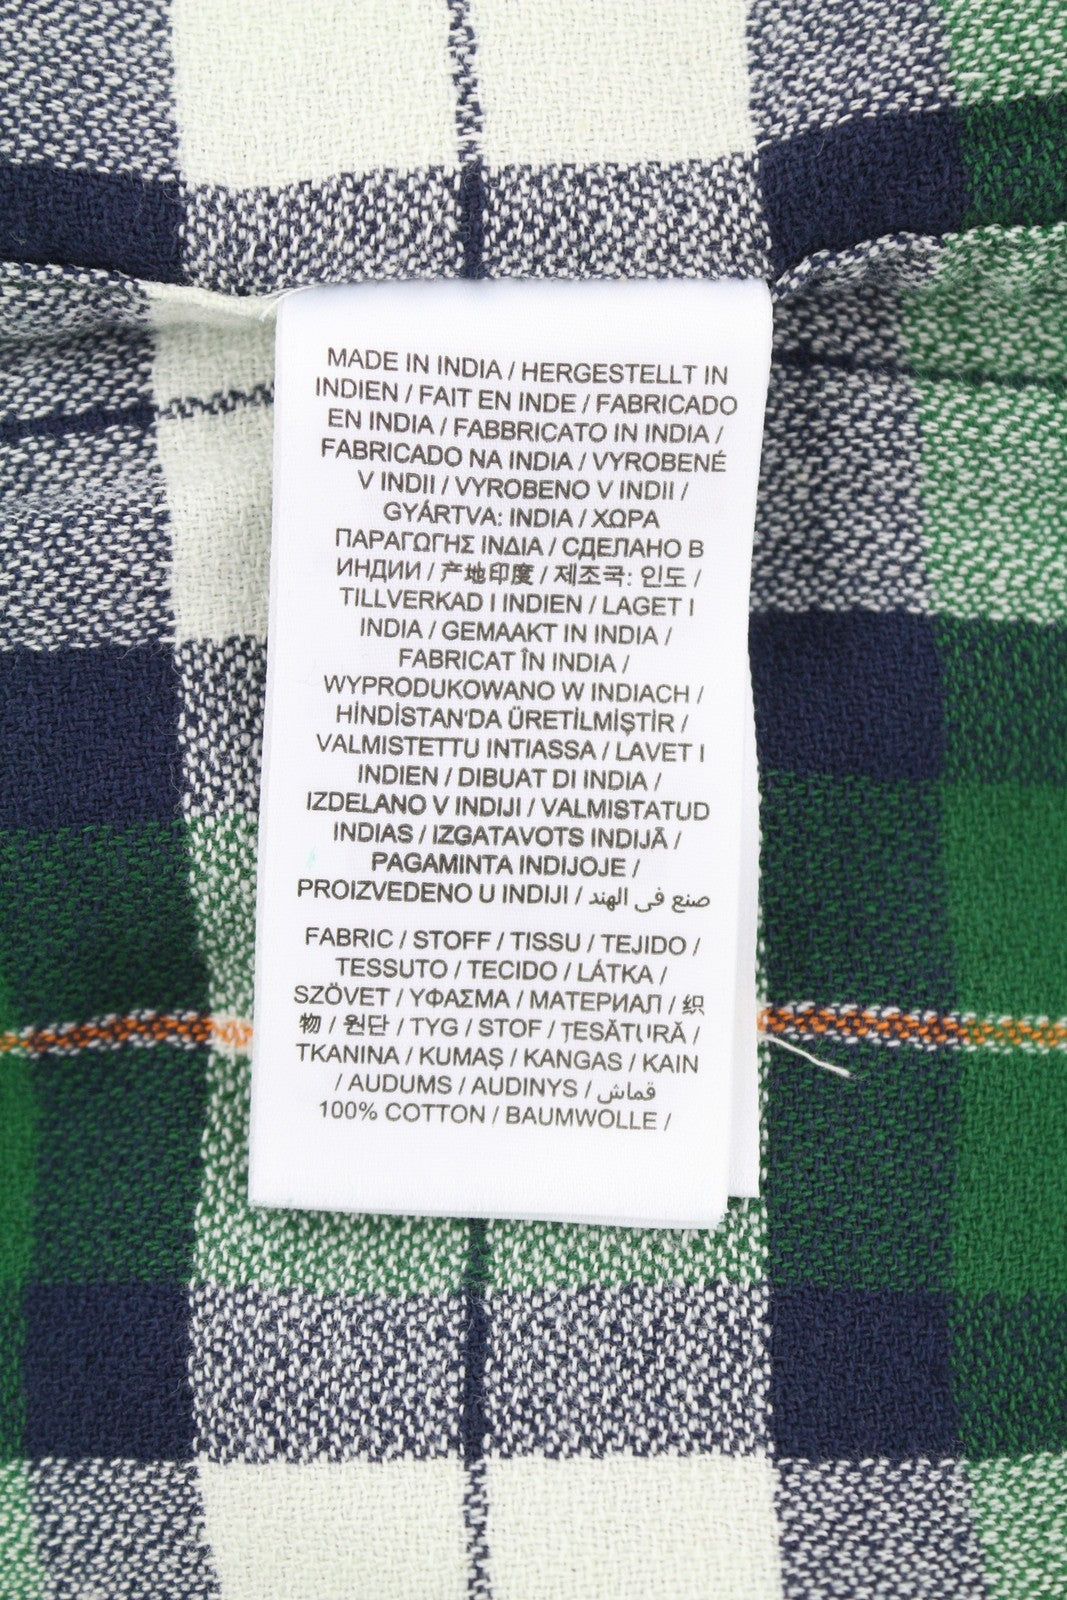 MADE IN INDIA / HERGESTELLT IN
INDIEN / FAIT EN INDE / FABRICADO
EN INDIA / FABBRICATO IN INDIA /
FABRICADO NA INDIA / VYROBENÉ
V INDII / VYROBENO V INDII /
GYÁRTVA: INDIA / ΧΩΡΑ
ΠΑΡΑΓΩΓΗΣ ΙΝΔΙΑ / СДЕЛАНО В
ИНДИИ / 产地印度 / 제조국: 인도 /
TILLVERKAD I INDIEN / LAGET I
INDIA / GEMAAKT IN INDIA /
FABRICAT ÎN INDIA /
WYPRODUKOWANO W INDIACH /
HİNDİSTAN'DA ÜRETİLMİŞTİR /
VALMISTETTU INTIASSA / LAVET I
INDIEN / DIBUAT DI INDIA /
IZDELANO V INDIJI / VALMISTATUD
INDIAS / IZGATAVOTS INDIJĀ /
PAGAMINTA INDIJOJE /
PROIZVEDENO U INDIJI / صنع في الهند
FABRIC / STOFF / TISSU / TEJIDO /
TESSUTO / TECIDO / LÁTKA /
SZÖVET / ΥΦΑΣΜΑ / МАТЕРИАЛ / 织
物 / 원단 / TYG / STOF / ȚESĂTURĂ /
TKANINA / KUMAŞ / KANGAS / KAIN
/ AUDUMS / AUDINYS / قماش
100% COTTON / BAUMWOLLE /